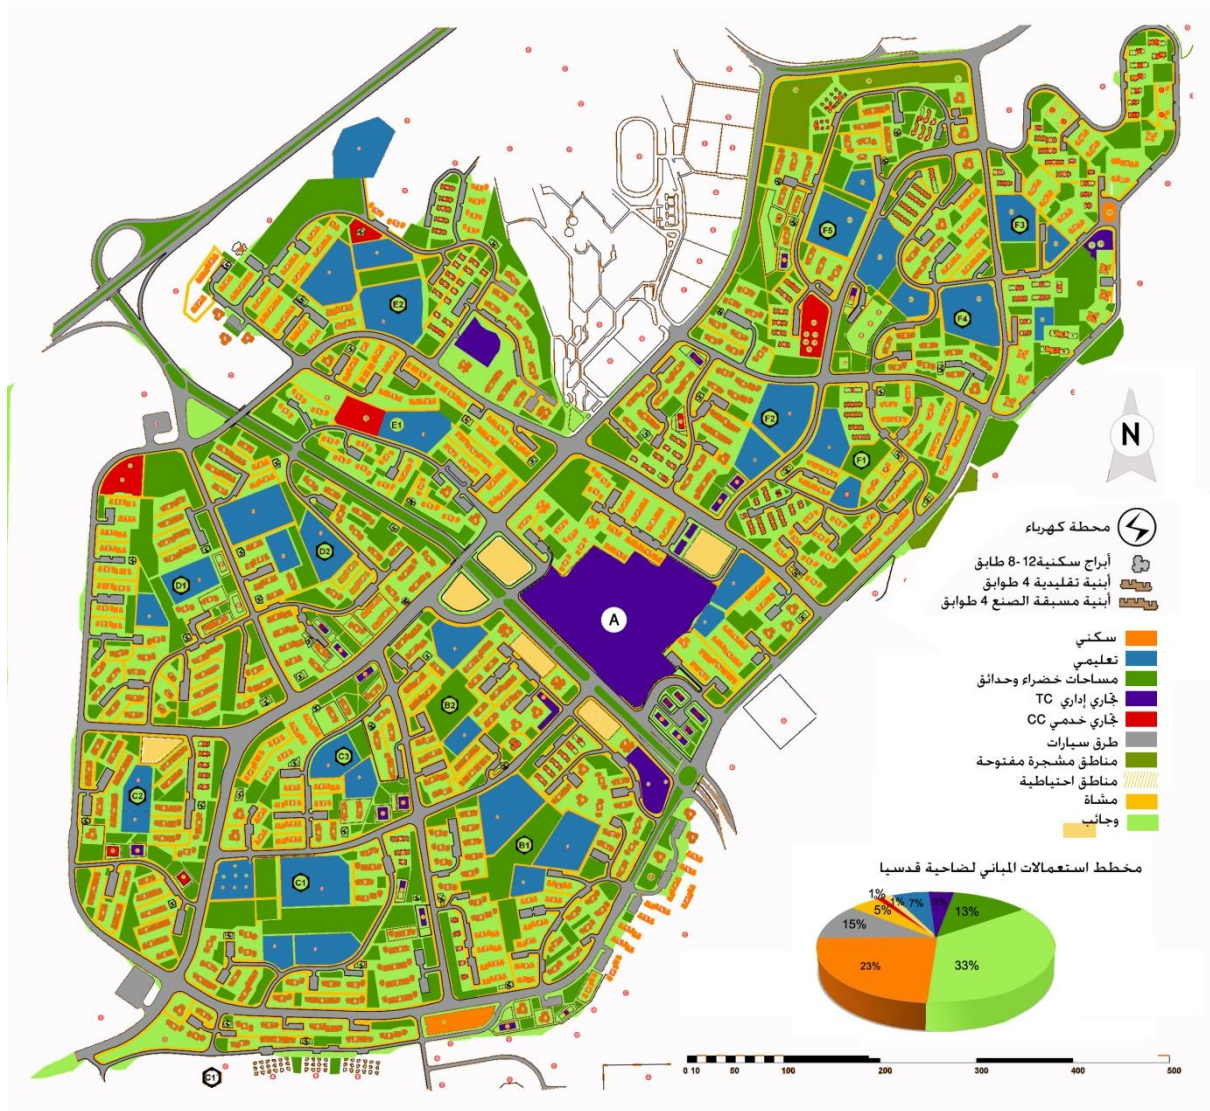 F5
F3
E2
F4
F2
E1
F1
N
D2
محطة كهرباء
أبراج سكنية12-8 طابق
D1
أبنية تقليدية 4 طوابق
أبنية مسبقة الصنع 4 طوابق
A
سكني
تعليمي
مساحات خضراء وحدائق
B2
تجاري إداري TC
تجاري خدمي CC
طرق سيارات
C3
مناطق مشجرة مفتوحة
مناطق احتياطية
C2
مشاة
وجائب
B1
مخطط استعمالات المباني لضاحية قدسيا
C1
1% 1% 7% 3% 13%
5%
15%
23% 33%
0 10 50 100 200 300 400 500
C1